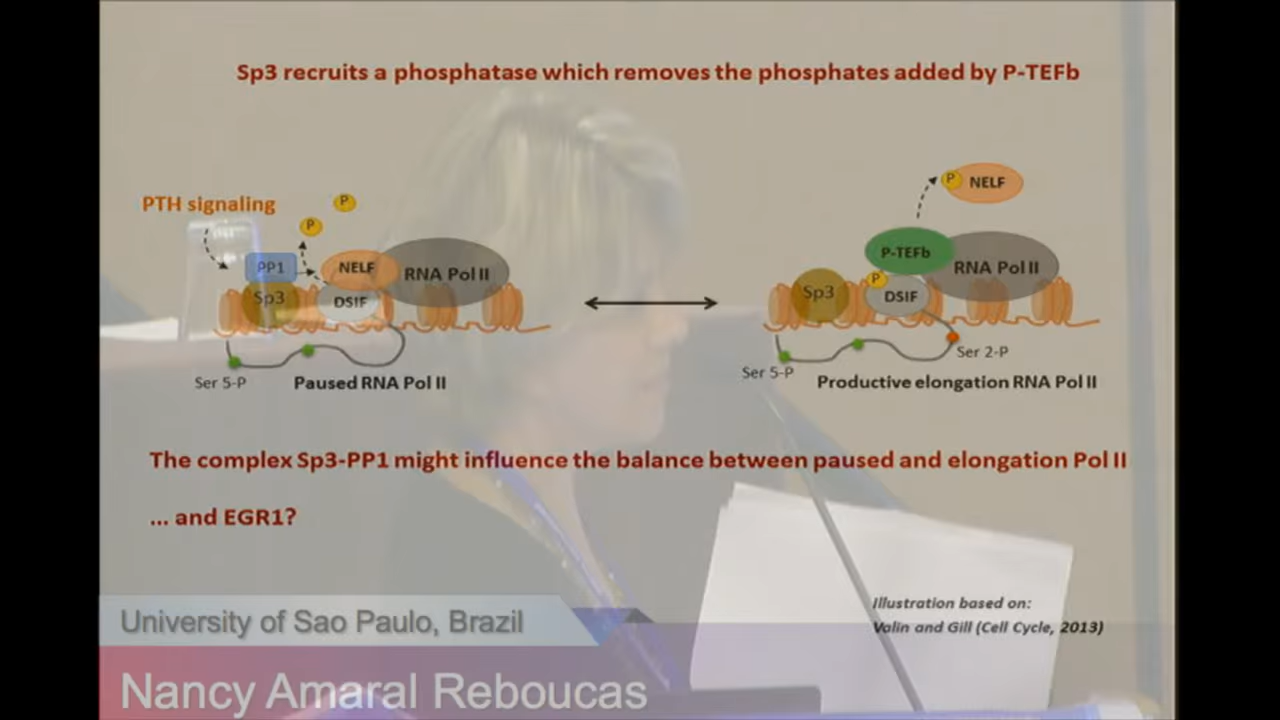 Sp3 recruits a phosphatase which removes the phosphates added by P-TEFb
PTH signaling
P
P
PP1
NELF
RNA Pol II
Sp3
DSIF
Ser 5-P
Paused RNA Pol II
P
NELF
P-TEFb
RNA Pol II
P
Sp3
DSIF
Ser 2-P
Ser 5-P
Productive elongation RNA Pol II
The complex Sp3-PP1 might influence the balance between paused and elongation Pol II
... and EGR1?
Illustration based on:
Valin and Gill (Cell Cycle, 2013)
University of Sao Paulo, Brazil
Nancy Amaral Reboucas